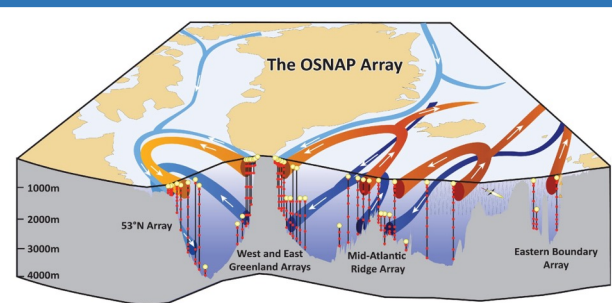 The OSNAP Array
1000m
2000m
3000m
4000m
53°N Array
West and East
Greenland Arrays
Mid-Atlantic
Ridge Array
Eastern Boundary
Array